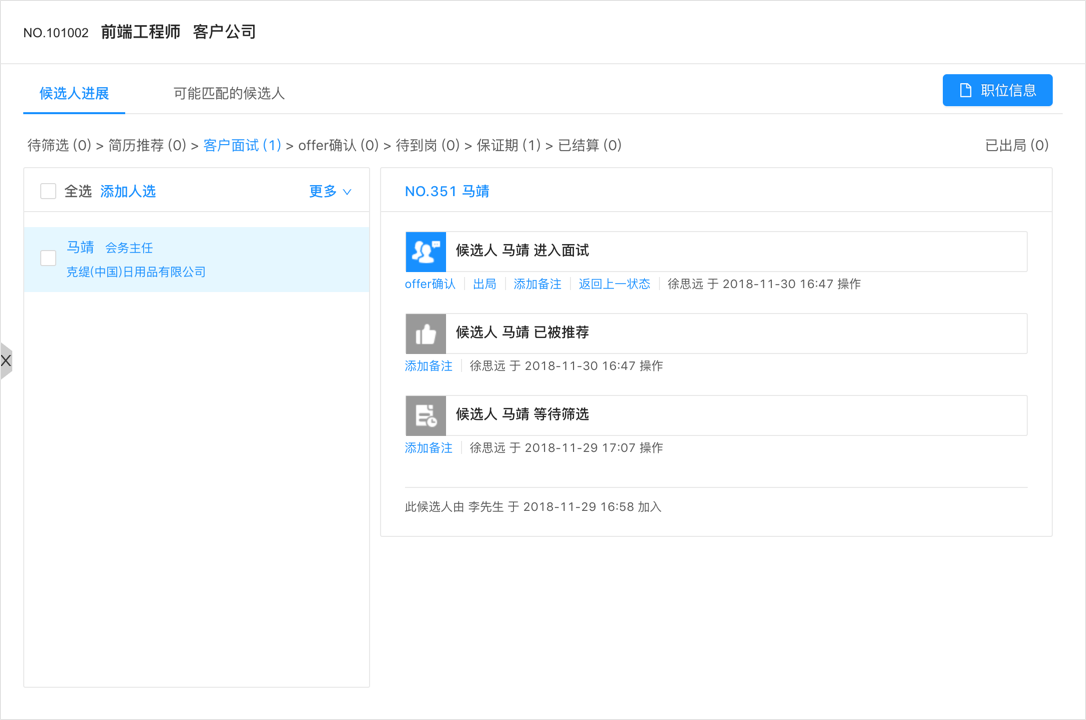 NO.101002 前端工程师 客户公司
候选人进展 可能匹配的候选人 职位信息
待筛选 (0) > 简历推荐 (0) > 客户面试 (1) > offer确认 (0) > 待到岗 (0) > 保证期 (1) > 已结算 (0) 已出局 (0)
全选 添加人选 更多
马靖 会务主任
克缇(中国)日用品有限公司
X
NO.351 马靖
候选人 马靖 进入面试
offer确认 出局 添加备注 返回上一状态 徐思远 于 2018-11-30 16:47 操作
候选人 马靖 已被推荐
添加备注 徐思远 于 2018-11-30 16:47 操作
候选人 马靖 等待筛选
添加备注 徐思远 于 2018-11-29 17:07 操作
此候选人由 李先生 于 2018-11-29 16:58 加入